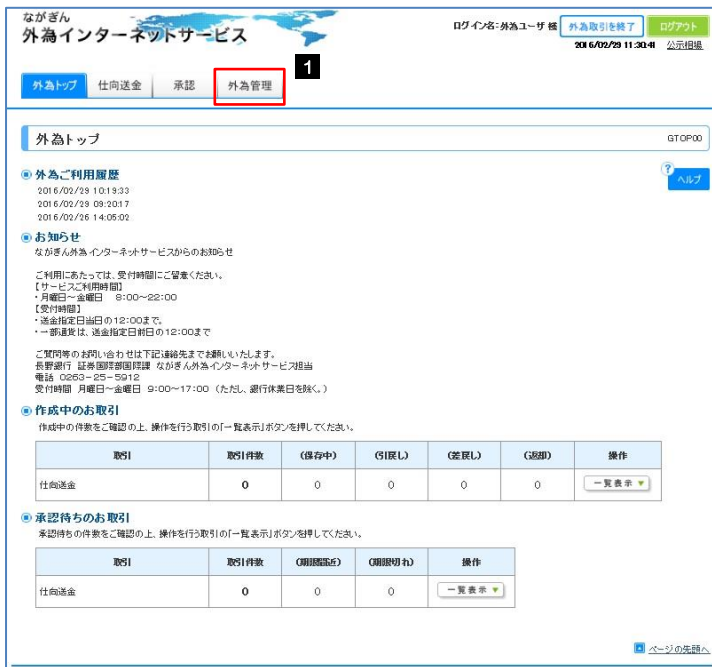 ながぎん
外為インターネットサービス
ログイン名:外為ユーザ 様 外為取引を終了 ログアウト
2016/02/29 11:30:41 公示相場
1
外為トップ 仕向送金 承認 外為管理
外為トップ GTOP00
外為ご利用履歴
? ヘルプ
2016/02/29 10:19:33
2016/02/29 09:20:17
2016/02/26 14:05:02
お知らせ
ながぎん外為インターネットサービスからのお知らせ
ご利用にあたっては、受付時間にご留意ください。
【サービスご利用時間】
・月曜日~金曜日 8:00~22:00
【受付時間】
・送金指定日当日の12:00まで。
・一部通貨は、送金指定日前日の12:00まで
ご質問等のお問い合わせは下記連絡先までお願いいたします。
長野銀行 証券国際部国際課 ながぎん外為インターネットサービス担当
電話 0263-25-5912
受付時間 月曜日~金曜日 9:00~17:00 (ただし、銀行休業日を除く。)
作成中のお取引
作成中の件数をご確認の上、操作を行う取引の「一覧表示」ボタンを押してください。
取引 取引件数 (保存中) (引戻し) (差戻し) (返却) 操作
仕向送金 0 0 0 0 0 一覧表示 ▼
承認待ちのお取引
承認待ちの件数をご確認の上、操作を行う取引の「一覧表示」ボタンを押してください。
取引 取引件数 (期限間近) (期限切れ) 操作
仕向送金 0 0 0 一覧表示 ▼
ページの先頭へ